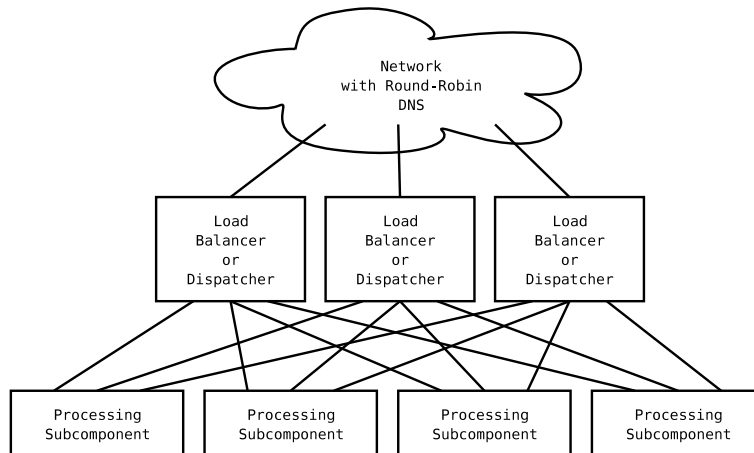 Network
with Round-Robin
DNS
Load
Balancer
or
Dispatcher
Load
Balancer
or
Dispatcher
Load
Balancer
or
Dispatcher
Processing
Subcomponent
Processing
Subcomponent
Processing
Subcomponent
Processing
Subcomponent